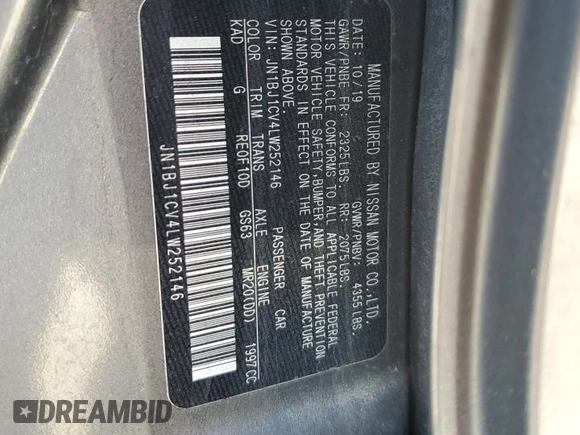 MANUFACTURED BY NISSAN MOTOR CO.,LTD.
DATE: 10/19 GVWR/PNBV: 4355LBS.
GAWR/PNBE FR: 2325LBS. RR: 2075LBS.
THIS VEHICLE CONFORMS TO ALL APPLICABLE FEDERAL
MOTOR VEHICLE SAFETY,BUMPER,AND THEFT PREVENTION
STANDARDS IN EFFECT ON THE DATE OF MANUFACTURE
SHOWN ABOVE.
VIN: JN1BJ1CV4LW252146 PASSENGER CAR
COLOR TRIM TRANS AXLE ENGINE
KAD G RE0F10D GS63 MR20(DD) 1997CC
JN1BJ1CV4LW252146
DREAMBID